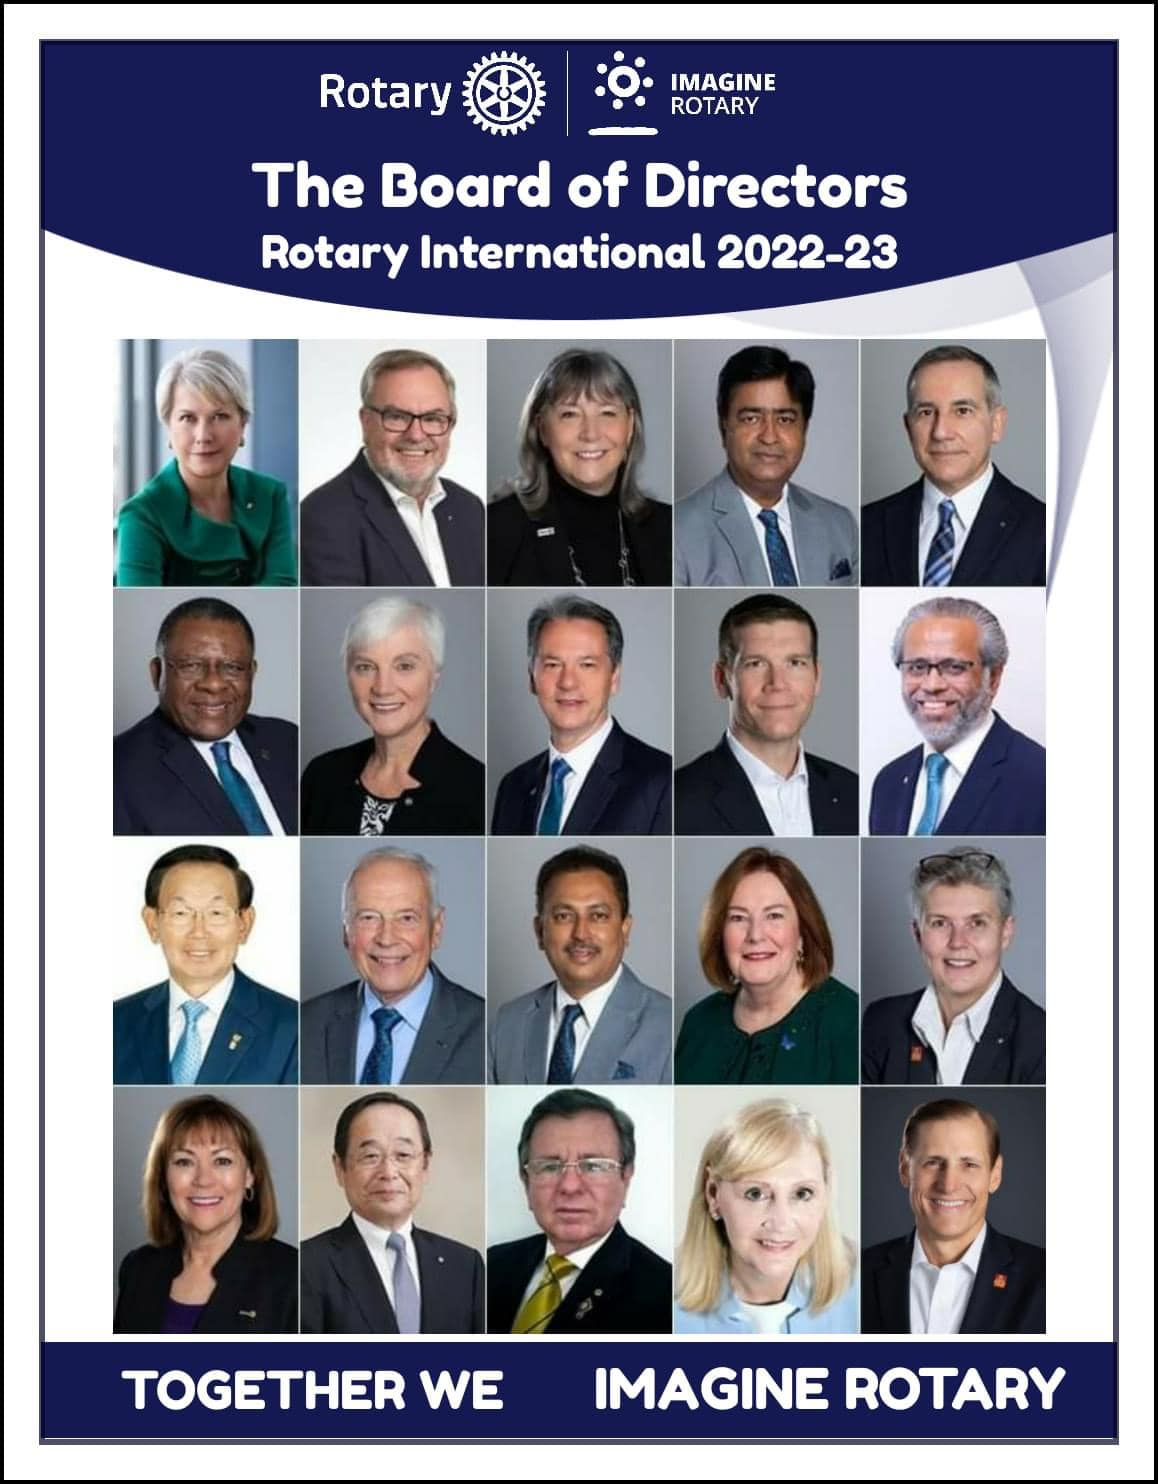 Rotary
IMAGINE
ROTARY
The Board of Directors
Rotary International 2022-23
TOGETHER WE IMAGINE ROTARY